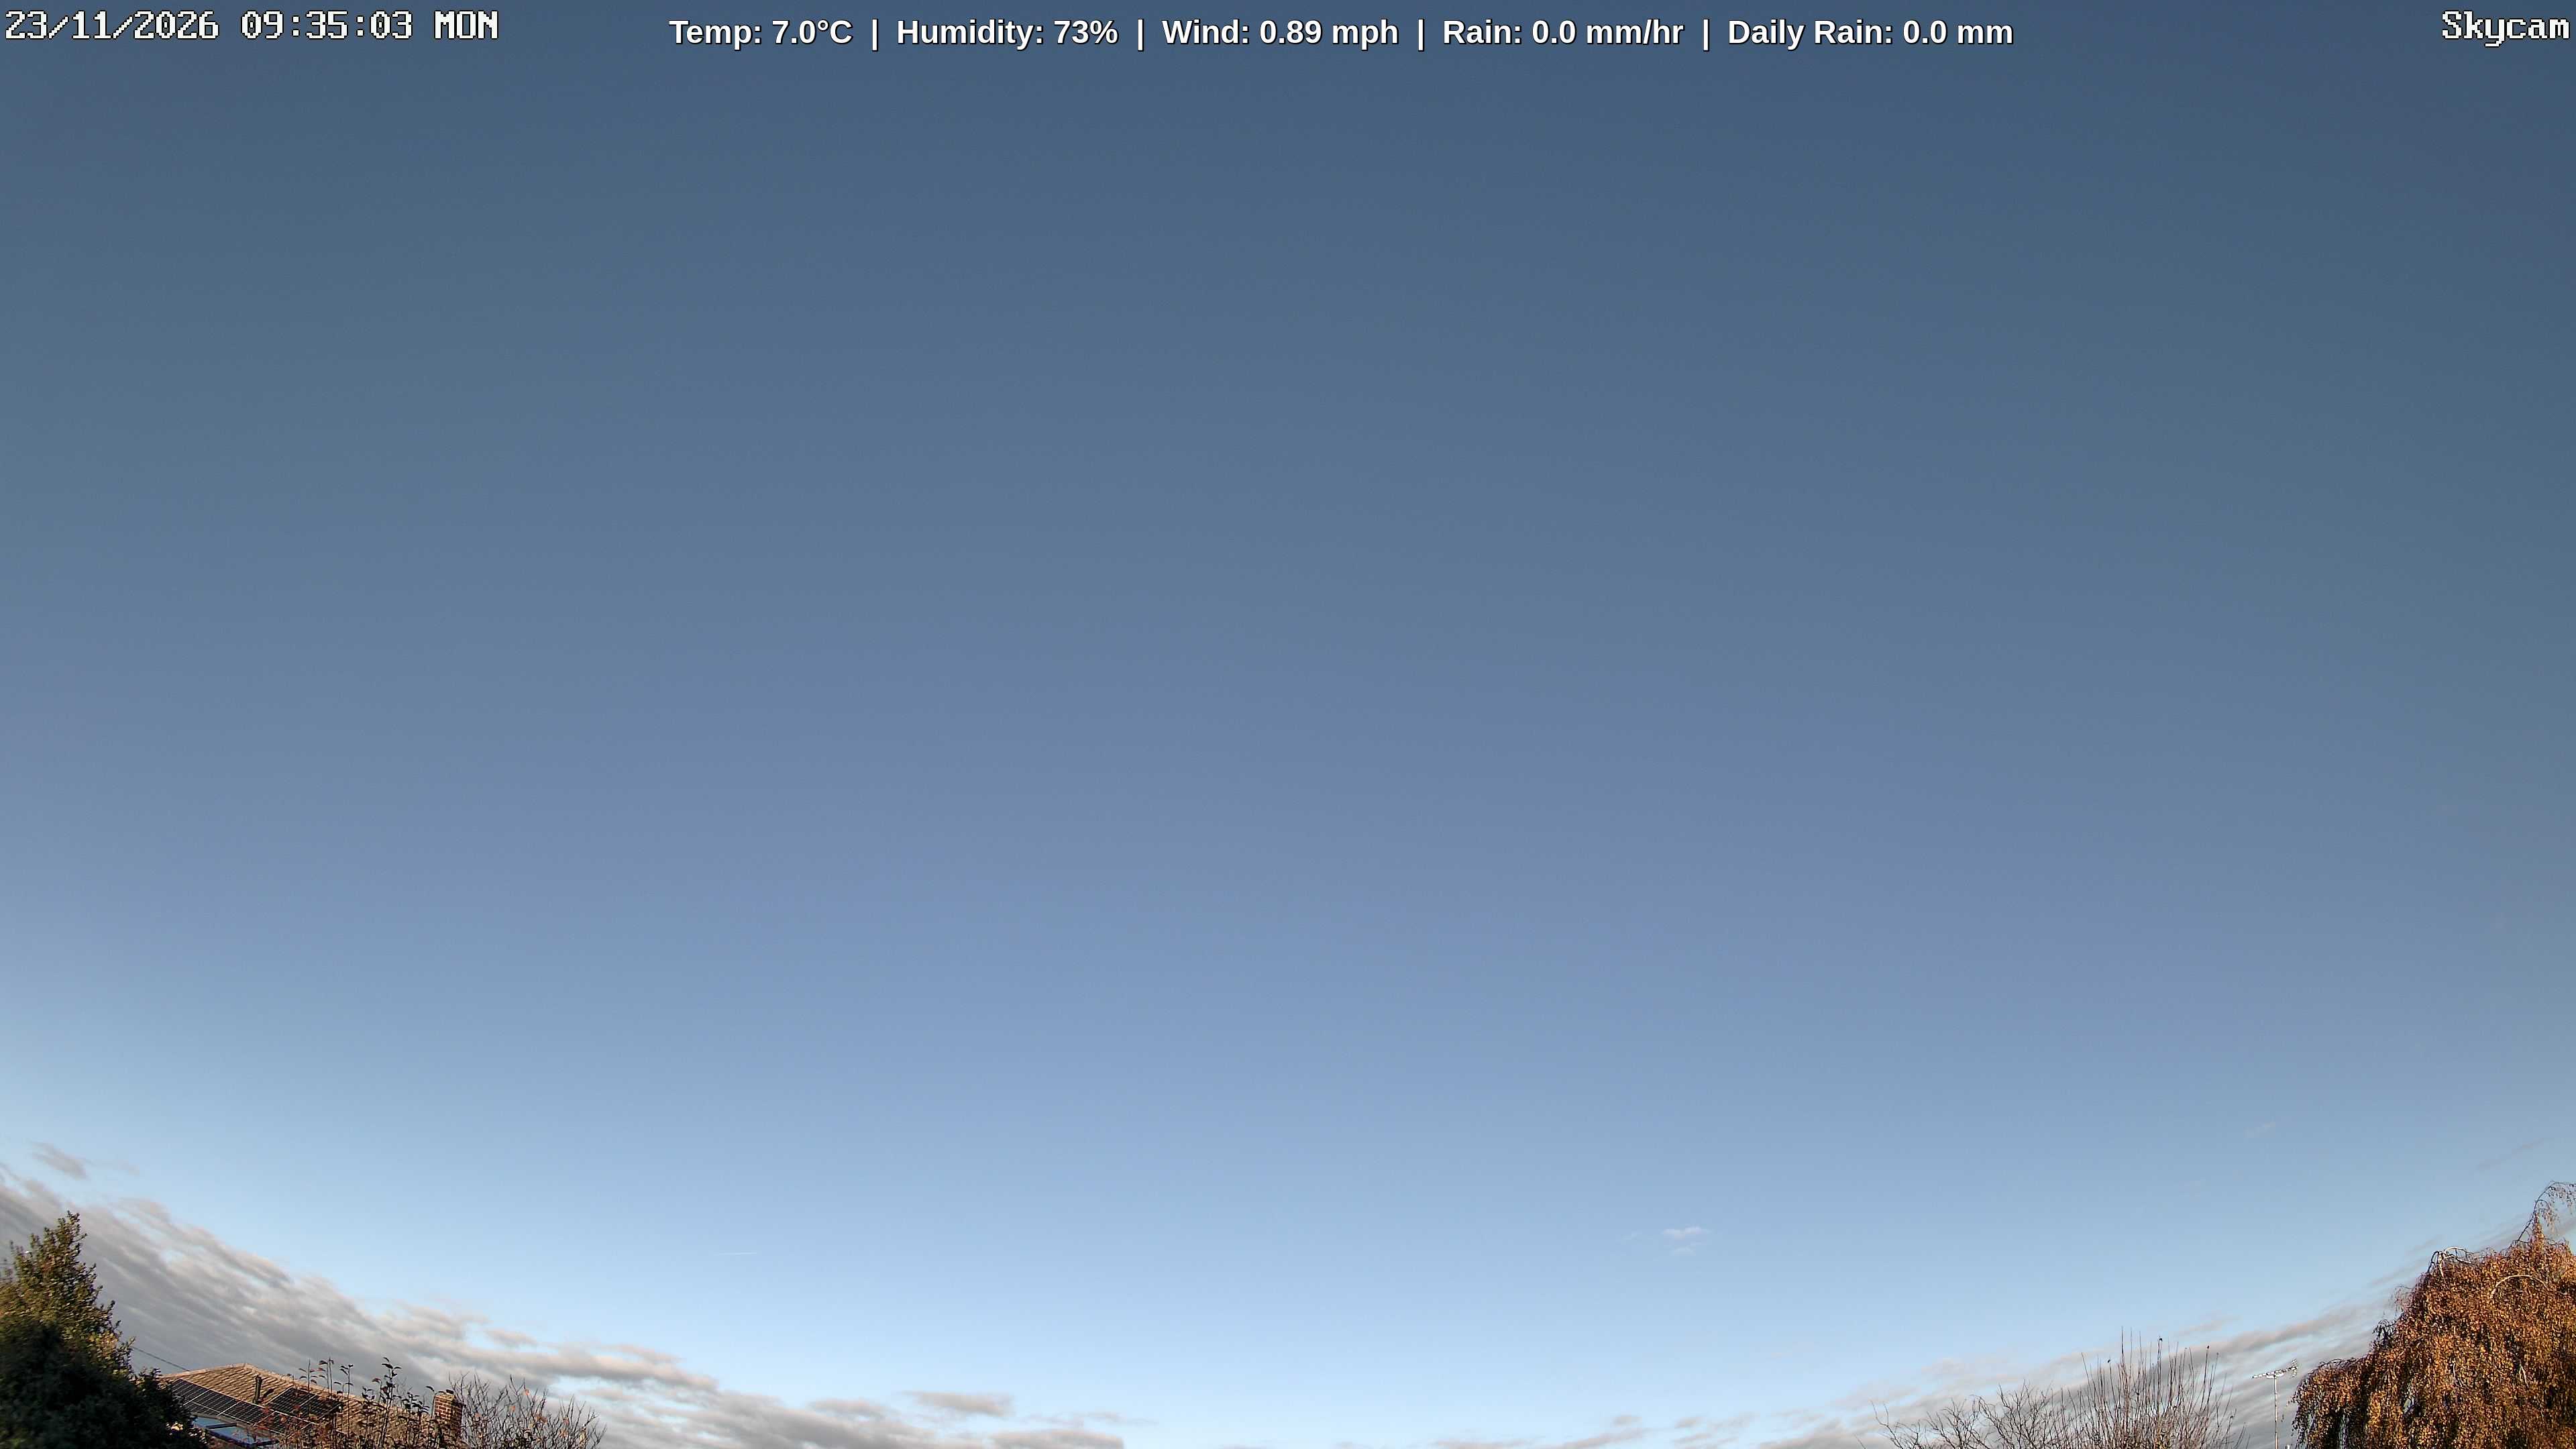 23/11/2026 09:35:03 MON
Temp: 7.0°C | Humidity: 73% | Wind: 0.89 mph | Rain: 0.0 mm/hr | Daily Rain: 0.0 mm
Skycam